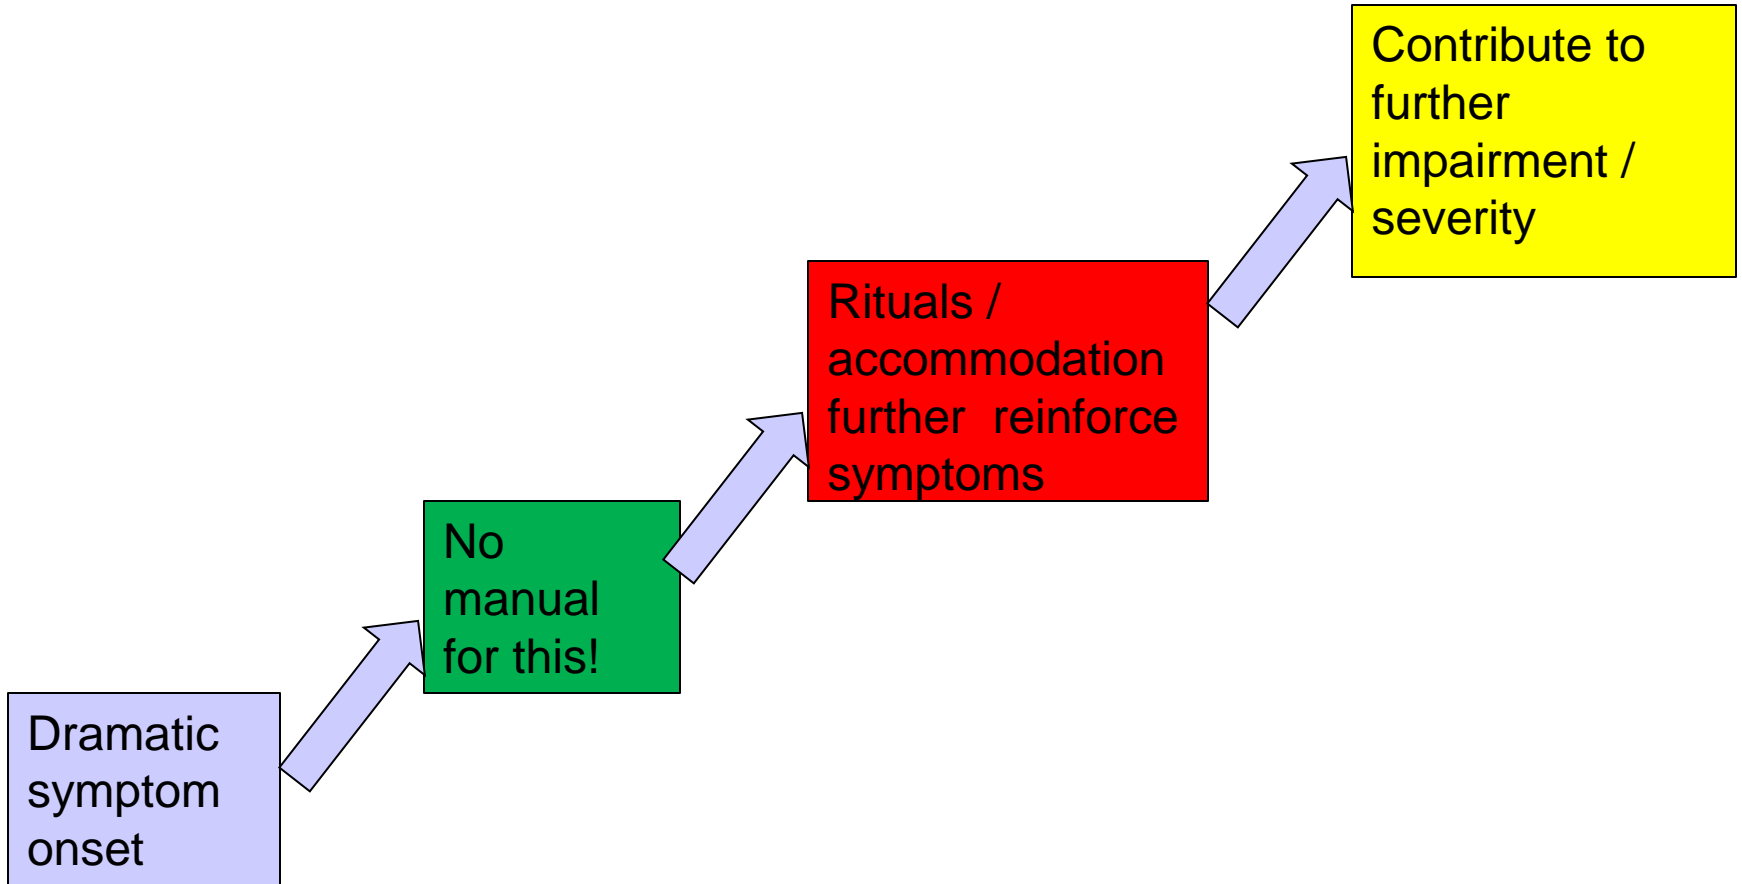 Contribute to
further
impairment /
severity
Rituals /
accommodation
further  reinforce
symptoms
No
manual
for this!
Dramatic
symptom
onset